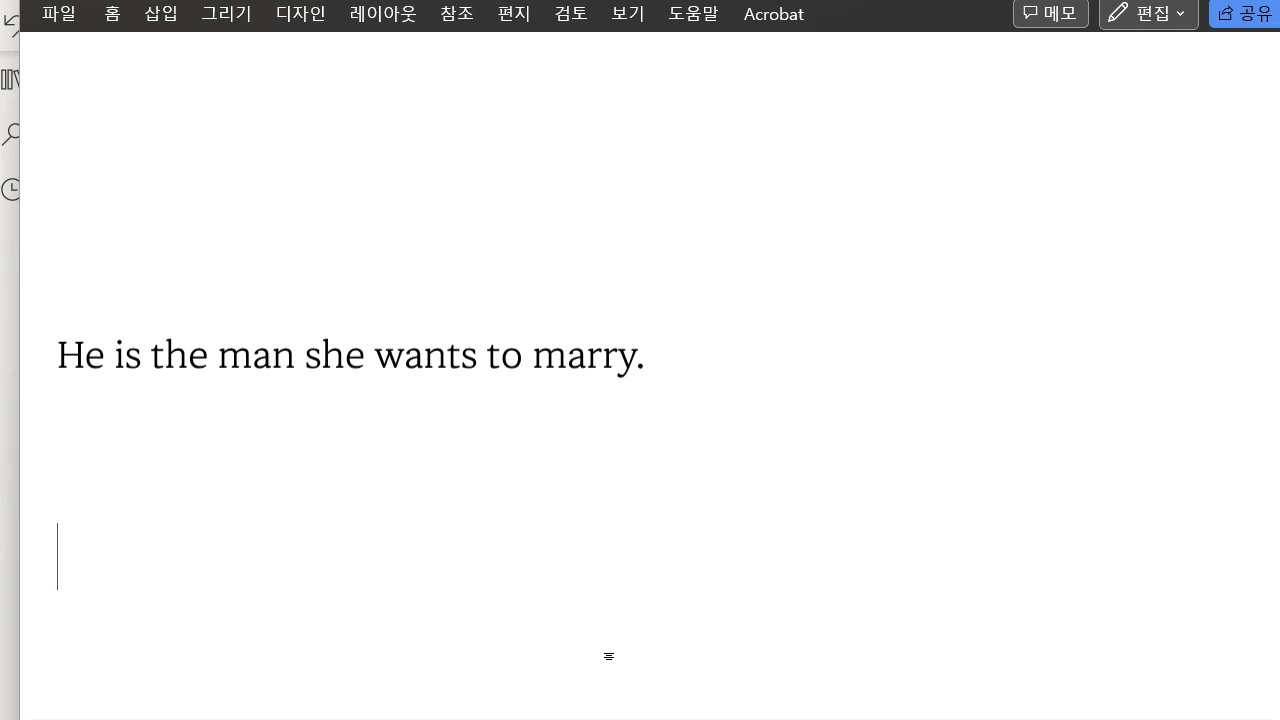 파일 홈 삽입 그리기 디자인 레이아웃 참조 편지 검토 보기 도움말 Acrobat 메모 편집 공유
He is the man she wants to marry.